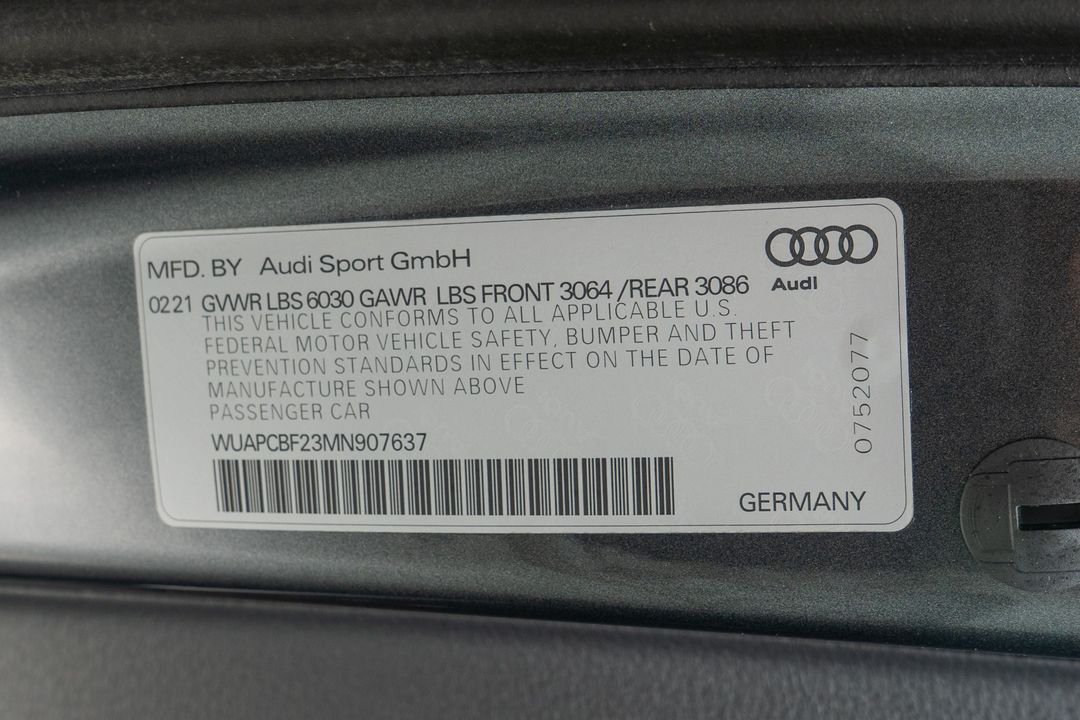 MFD. BY Audi Sport GmbH
Audi
0221 GVWR LBS 6030 GAWR LBS FRONT 3064 /REAR 3086
THIS VEHICLE CONFORMS TO ALL APPLICABLE U.S.
FEDERAL MOTOR VEHICLE SAFETY, BUMPER AND THEFT
PREVENTION STANDARDS IN EFFECT ON THE DATE OF
MANUFACTURE SHOWN ABOVE
PASSENGER CAR
WUAPCBF23MN907637
GERMANY
0752077